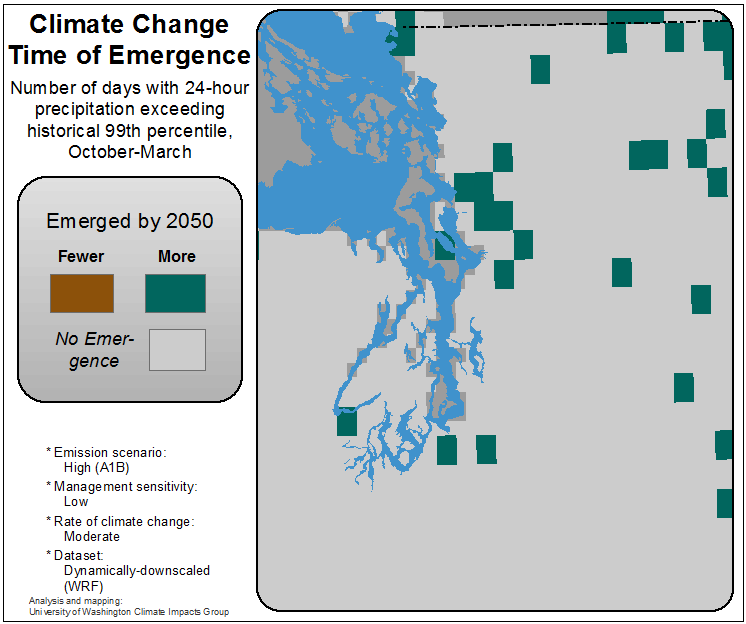 Climate Change
Time of Emergence
Number of days with 24-hour
precipitation exceeding
historical 99th percentile,
October-March
Emerged by 2050
Fewer
More
No Emer-
gence
* Emission scenario:
High (A1B)
* Management sensitivity:
Low
* Rate of climate change:
Moderate
* Dataset:
Dynamically-downscaled
(WRF)
Analysis and mapping:
University of Washington Climate Impacts Group